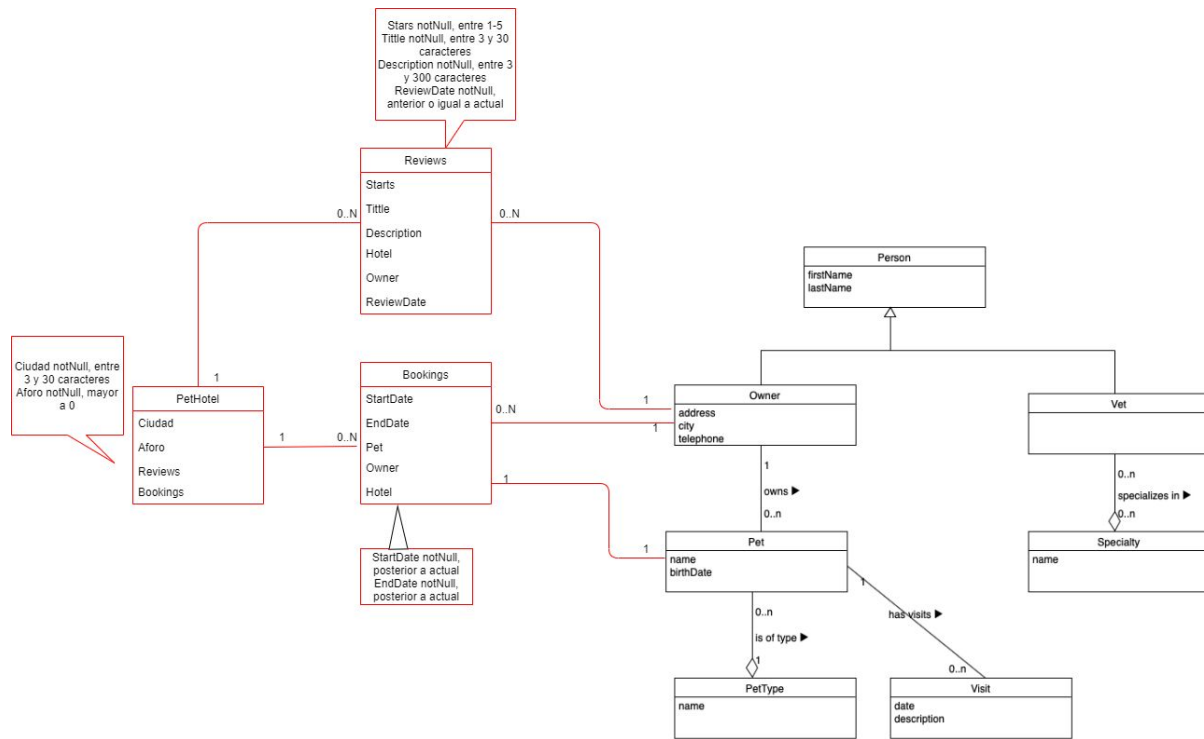 Stars notNull, entre 1-5
Tittle notNull, entre 3 y 30
caracteres
Description notNull, entre 3
y 300 caracteres
ReviewDate notNull,
anterior o igual a actual
Reviews
Starts
Tittle
Description
Hotel
Owner
ReviewDate
0..N
0..N
Person
firstName
lastName
Ciudad notNull, entre
3 y 30 caracteres
Aforo notNull, mayor
a 0
1
PetHotel
Ciudad
Aforo
Reviews
Bookings
1
0..N
Bookings
StartDate
EndDate
Pet
Owner
Hotel
0..N
1
1
1
Owner
address
city
telephone
Vet
1
owns ▶
0..n
0..n
specializes in ▶
0..n
StartDate notNull,
posterior a actual
EndDate notNull,
posterior a actual
1
Pet
name
birthDate
Specialty
name
0..n
is of type ▶
1
1
has visits ▶
0..n
PetType
name
Visit
date
description